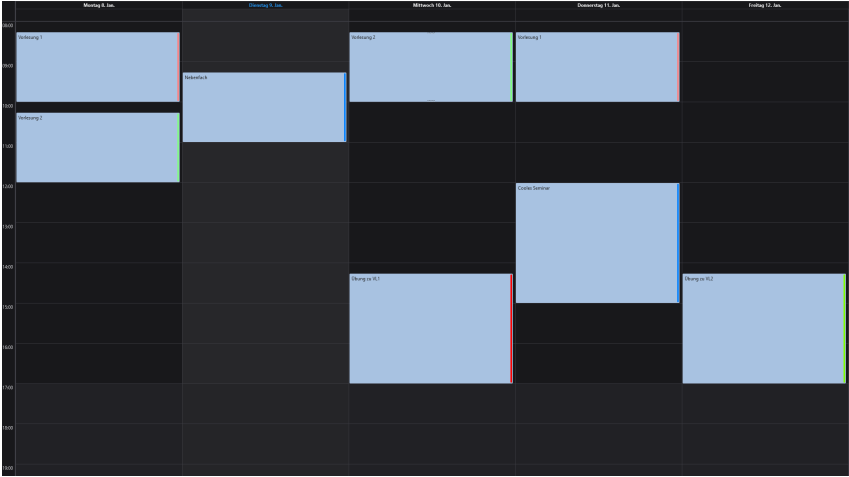 Montag 8. Jan.
Dienstag 9. Jan.
Mittwoch 10. Jan.
Donnerstag 11. Jan.
Freitag 12. Jan.
08:00
Vorlesung 1
Vorlesung 2
Vorlesung 1
09:00
Nebenfach
10:00
Vorlesung 2
11:00
12:00
Cooles Seminar
13:00
14:00
Übung zu VL1
Übung zu VL2
15:00
16:00
17:00
18:00
19:00